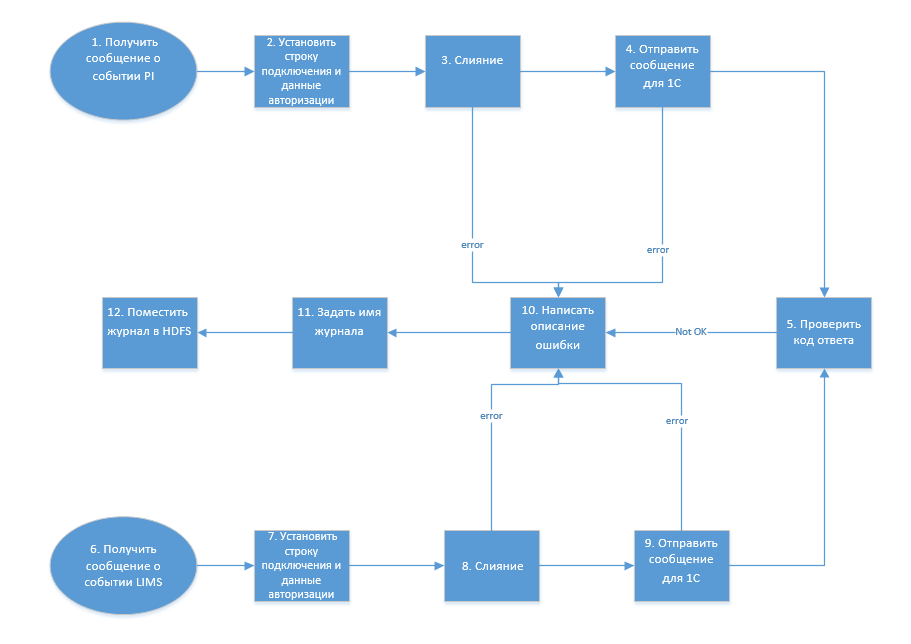 1. Получить
сообщение о
событии PI
2. Установить
строку
подключения и
данные
авторизации
3. Слияние
4. Отправить
сообщение
для 1С
error
error
12. Поместить
журнал в HDFS
11. Задать имя
журнала
10. Написать
описание
ошибки
Not OK
5. Проверить
код ответа
error
error
6. Получить
сообщение о
событии LIMS
7. Установить
строку
подключения и
данные
авторизации
8. Слияние
9. Отправить
сообщение
для 1С